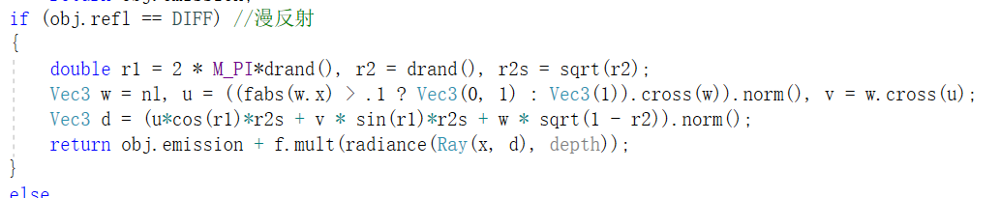 if (obj.refl == DIFF) //漫反射
{
double r1 = 2 * M_PI*drand(), r2 = drand(), r2s = sqrt(r2);
Vec3 w = nl, u = ((fabs(w.x) > .1 ? Vec3(0, 1) : Vec3(1)).cross(w)).norm(), v = w.cross(u);
Vec3 d = (u*cos(r1)*r2s + v * sin(r1)*r2s + w * sqrt(1 - r2)).norm();
return obj.emission + f.mult(radiance(Ray(x, d), depth));
}
else